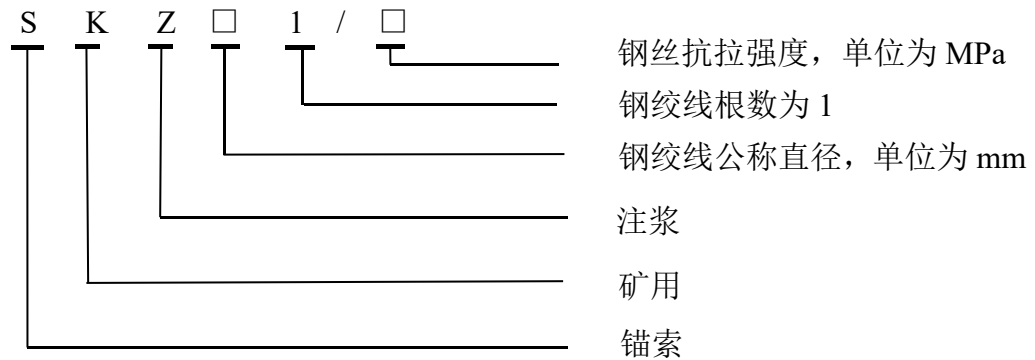 S K Z □ 1 / □
钢丝抗拉强度，单位为 MPa
钢绞线根数为 1
钢绞线公称直径，单位为 mm
注浆
矿用
锚索